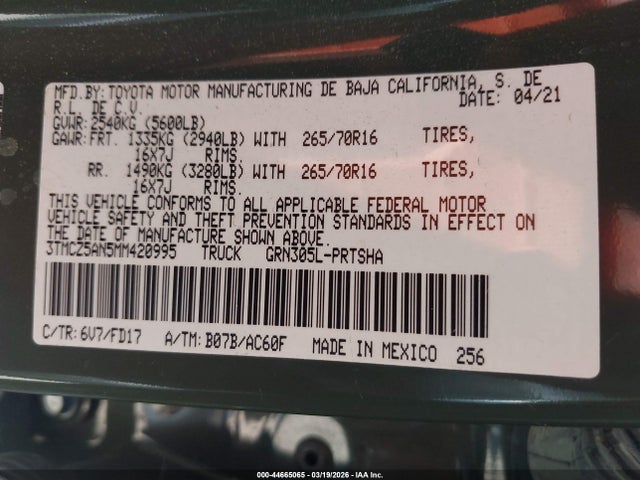 MFD.BY: TOYOTA MOTOR MANUFACTURING DE BAJA CALIFORNIA, S. DE
R.L. DE C.V. DATE: 04/21
GVWR: 2540KG (5600LB)
GAWR: FRT. 1335KG (2940LB) WITH 265/70R16 TIRES,
16X7J RIMS.
RR. 1490KG (3280LB) WITH 265/70R16 TIRES,
16X7J RIMS.
THIS VEHICLE CONFORMS TO ALL APPLICABLE FEDERAL MOTOR
VEHICLE SAFETY AND THEFT PREVENTION STANDARDS IN EFFECT ON
THE DATE OF MANUFACTURE SHOWN ABOVE.
3TMCZ5AN5MM420995 TRUCK GRN305L-PRTSHA
C/TR: 6V7/FD17 A/TM: B07B/AC60F MADE IN MEXICO 256
000-44665065 - 03/19/2026 - IAA Inc.